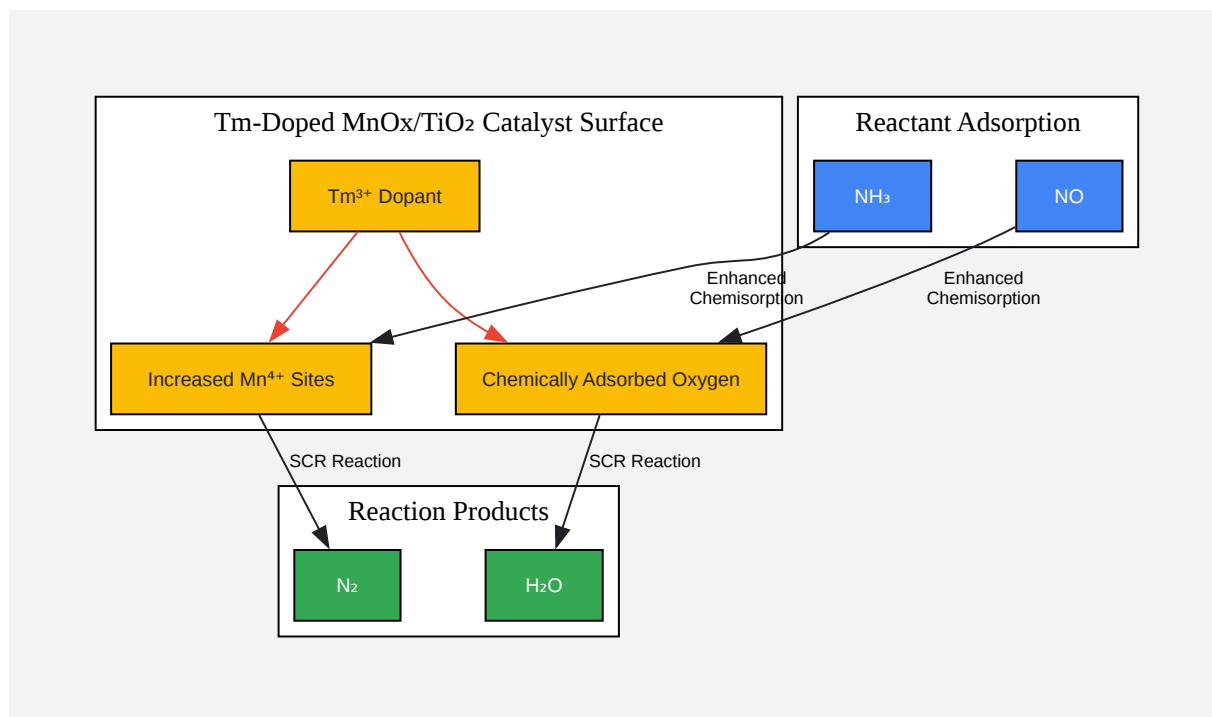 Tm-Doped MnOx/TiO₂ Catalyst Surface
Reactant Adsorption
Tm³⁺ Dopant
NH₃
NO
Enhanced
Chemisorption
Enhanced
Chemisorption
Increased Mn⁴⁺ Sites
Chemically Adsorbed Oxygen
SCR Reaction
SCR Reaction
Reaction Products
N₂
H₂O